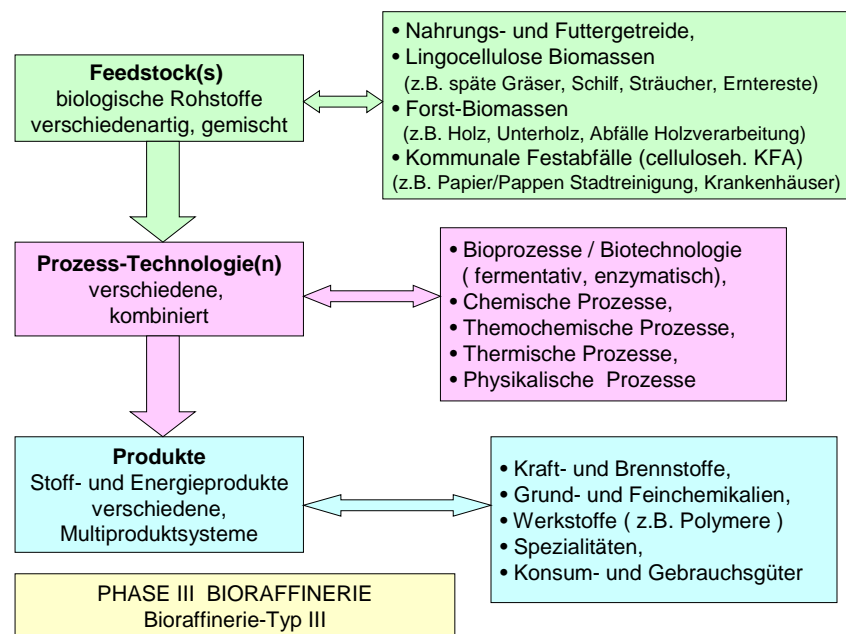 Feedstock(s)
biologische Rohstoffe
verschiedenartig, gemischt
• Nahrungs- und Futtergetreide,
• Lingocellulose Biomassen
(z.B. späte Gräser, Schilf, Sträucher, Erntereste)
• Forst-Biomassen
(z.B. Holz, Unterholz, Abfälle Holzverarbeitung)
• Kommunale Festabfälle (celluloseh. KFA)
(z.B. Papier/Pappen Stadtreinigung, Krankenhäuser)
Prozess-Technologie(n)
verschiedene,
kombiniert
• Bioprozesse / Biotechnologie
( fermentativ, enzymatisch),
• Chemische Prozesse,
• Themochemische Prozesse,
• Thermische Prozesse,
• Physikalische Prozesse
Produkte
Stoff- und Energieprodukte
verschiedene,
Multiproduktsysteme
• Kraft- und Brennstoffe,
• Grund- und Feinchemikalien,
• Werkstoffe ( z.B. Polymere )
• Spezialitäten,
• Konsum- und Gebrauchsgüter
PHASE III BIORAFFINERIE
Bioraffinerie-Typ III